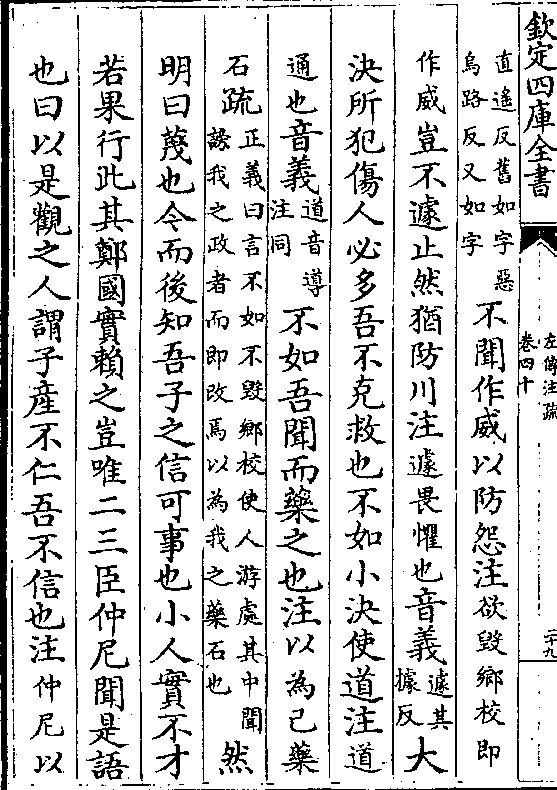 欽定四庫全書
左傳注疏
卷四十
二十九
直遙反舊如字惡
烏路反又如字
不聞作威以防怨注欲毀鄉校即
作威豈不遽止然猶防川注遽畏懼也音義遽其據反大
決所犯傷人必多吾不克救也不如小決使道注道
通也音義道音導注同不如吾聞而藥之也注以為己藥
石疏正義曰言不如不毀鄉校使人游處其中聞謗我之政者而即改焉以為我之藥石也然
明曰蔑也今而後知吾子之信可事也小人實不才
若果行此其鄭國實賴之豈唯二三臣仲尼聞是語
也曰以是觀之人謂子産不仁吾不信也注仲尼以